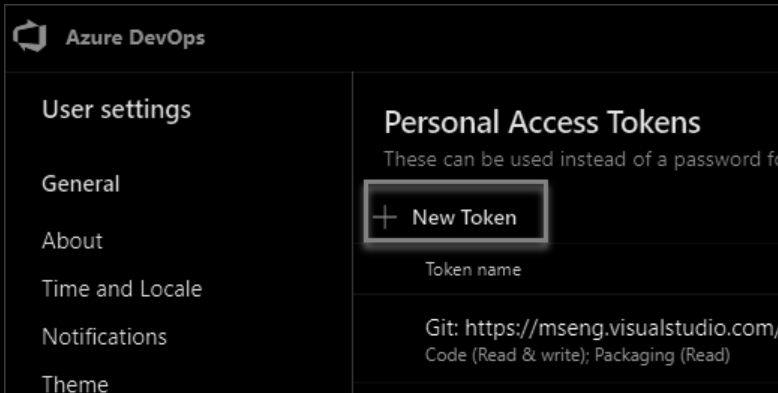 Azure DevOps
User settings
General
About
Time and Locale
Notifications
Theme
Personal Access Tokens
These can be used instead of a password
New Token
Token name
Git: https://mseng.visualstudio.com/
Code (Read & write); Packaging (Read)